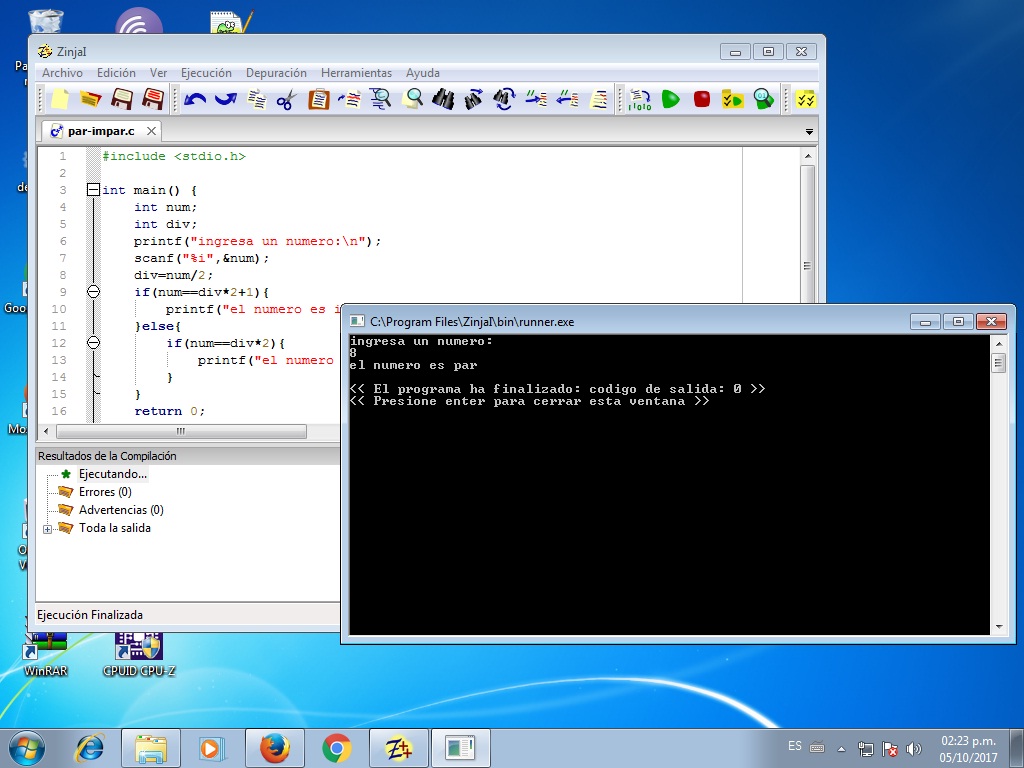 ZinjaI
Archivo Edición Ver Ejecución Depuración Herramientas Ayuda
par-impar.c
1 #include <stdio.h>
2
3 int main() {
4 int num;
5 int div;
6 printf("ingresa un numero:\n");
7 scanf("%i",&num);
8 div=num/2;
9 if(num==div*2+1){
10 printf("el numero es i
11 }else{
12 if(num==div*2){
13 printf("el numero
14 }
15 }
16 return 0;
Resultados de la Compilación
Ejecutando...
Errores (0)
Advertencias (0)
Toda la salida
Ejecución Finalizada
C:\Program Files\ZinjaI\bin\runner.exe
ingresa un numero:
8
el numero es par
<< El programa ha finalizado: codigo de salida: 0 >>
<< Presione enter para cerrar esta ventana >>
WinRAR
CPUID CPU-Z
ES
02:23 p.m.
05/10/2017